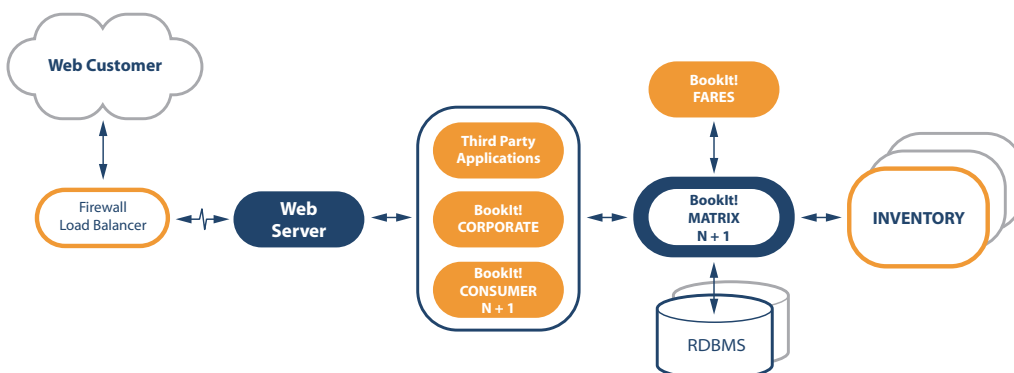 Web Customer
Firewall
Load Balancer
Web
Server
Third Party
Applications
BookIt!
CORPORATE
BookIt!
CONSUMER
N + 1
BookIt!
FARES
BookIt!
MATRIX
N + 1
RDBMS
INVENTORY